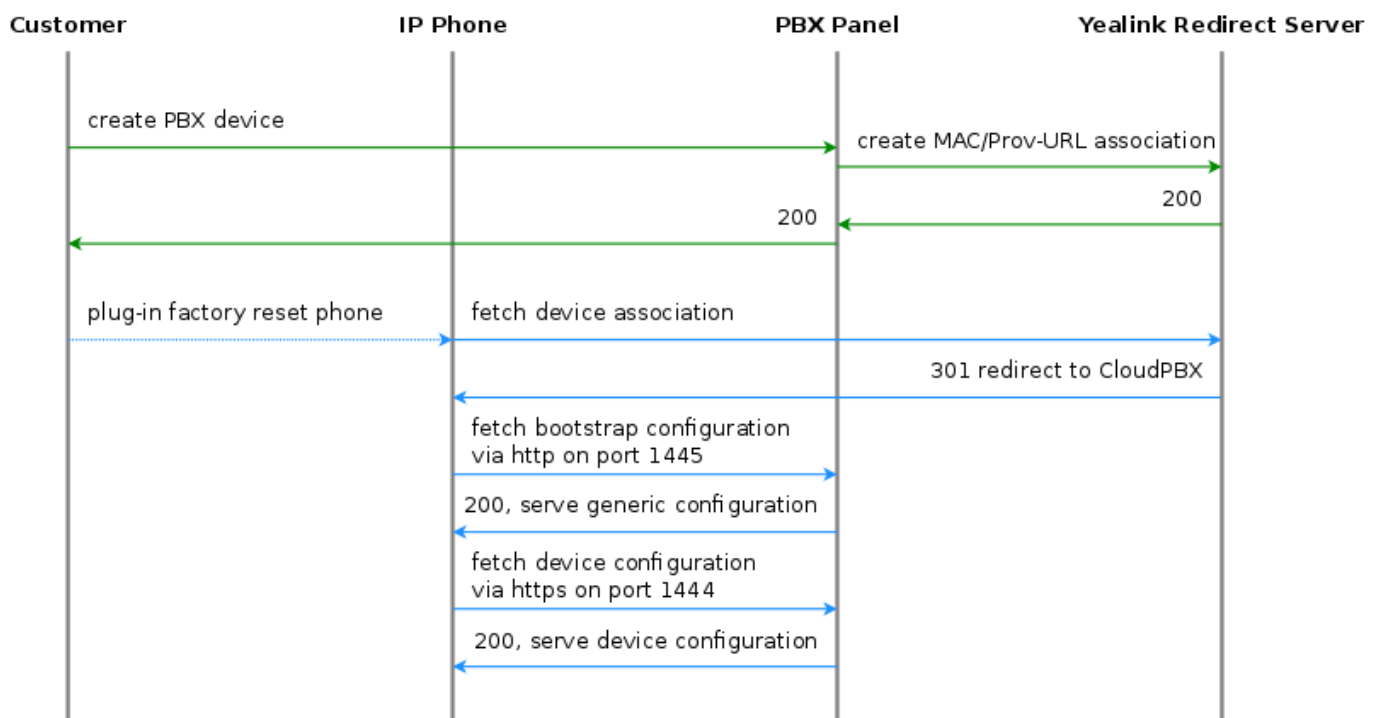 Customer
IP Phone
PBX Panel
Yealink Redirect Server
create PBX device
create MAC/Prov-URL association
200
200
plug-in factory reset phone
fetch device association
301 redirect to CloudPBX
fetch bootstrap configuration
via http on port 1445
200, serve generic configuration
fetch device configuration
via https on port 1444
200, serve device configuration